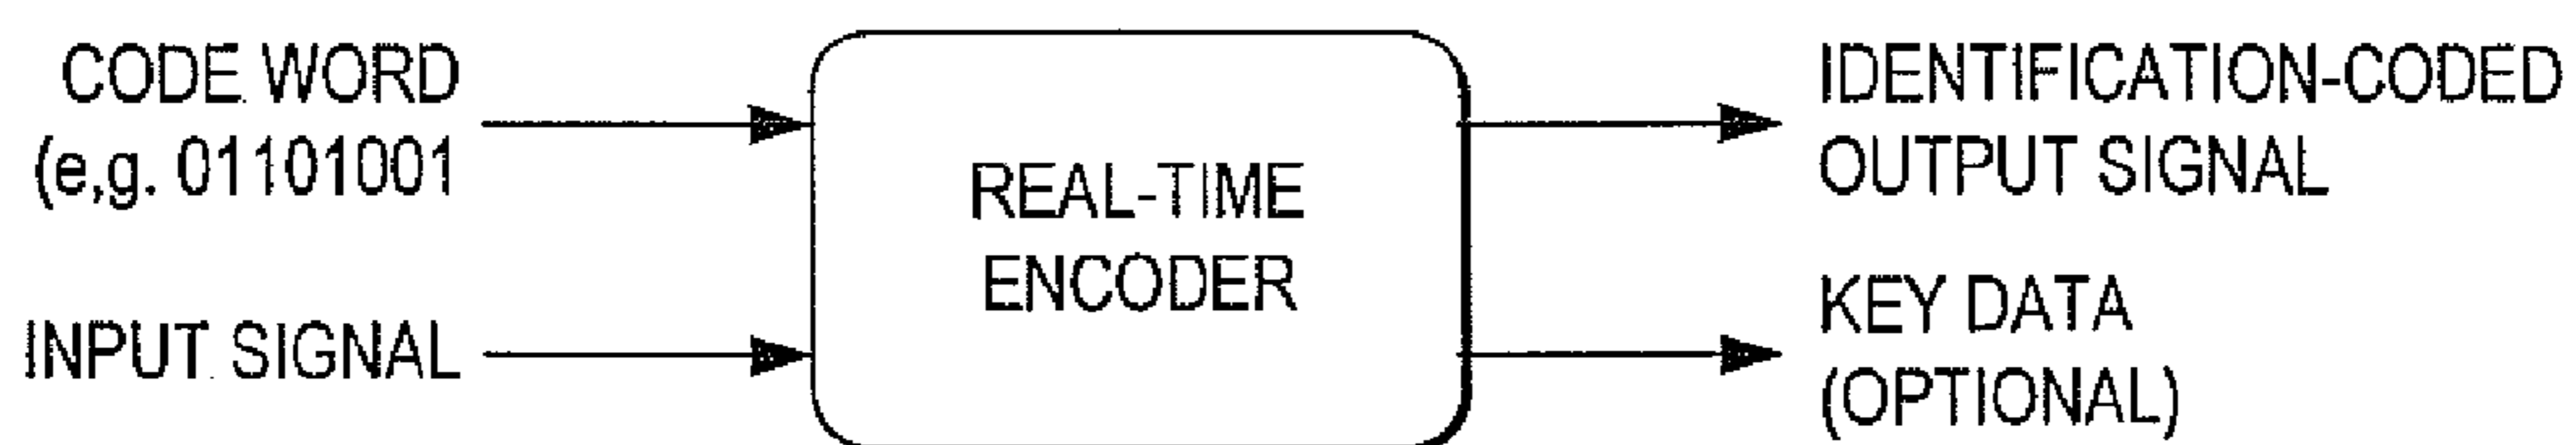 CODE WORD
(e,g. 01101001
INPUT SIGNAL
REAL-TIME
ENCODER
IDENTIFICATION-CODED
OUTPUT SIGNAL
KEY DATA
(OPTIONAL)